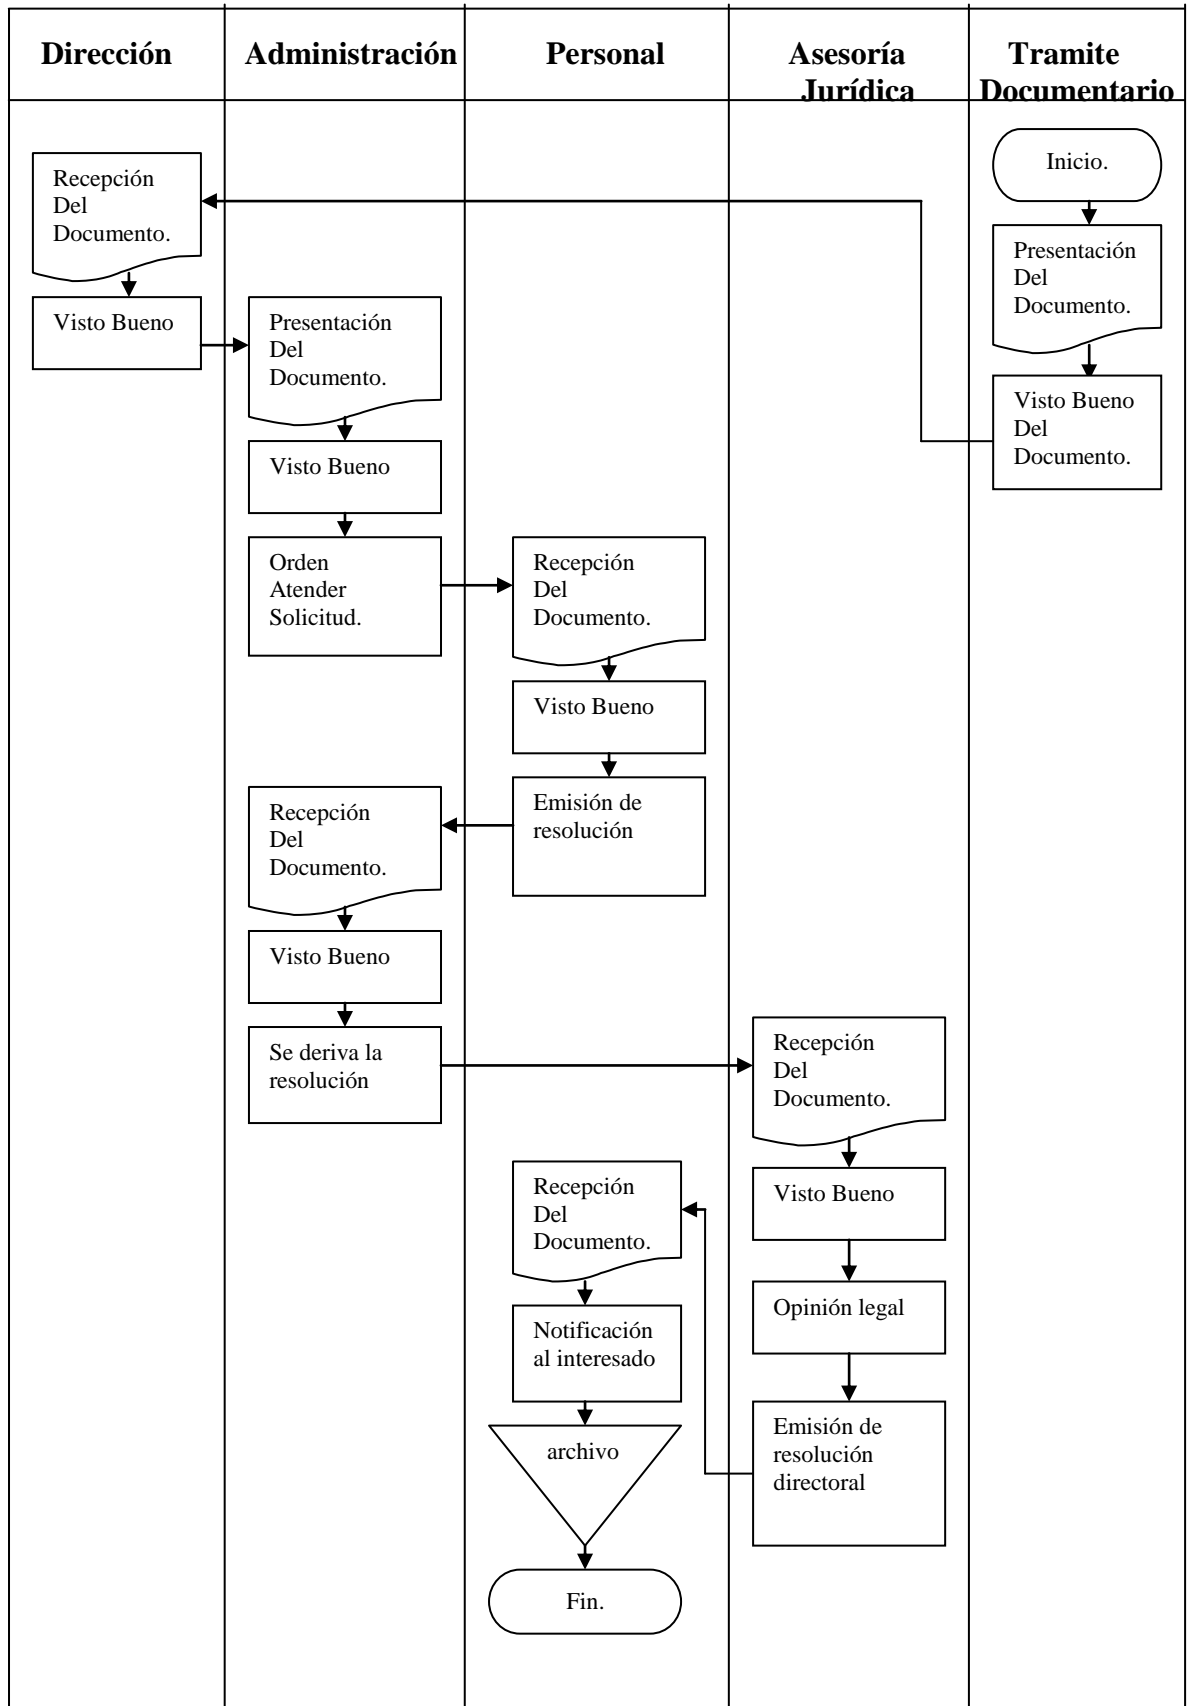 Dirección
Administración
Personal
Asesoría
Jurídica
Tramite
Documentario
Inicio.
Presentación
Del
Documento.
Visto Bueno
Del
Documento.
Recepción
Del
Documento.
Visto Bueno
Presentación
Del
Documento.
Visto Bueno
Orden
Atender
Solicitud.
Recepción
Del
Documento.
Visto Bueno
Emisión de
resolución
Recepción
Del
Documento.
Visto Bueno
Se deriva la
resolución
Recepción
Del
Documento.
Visto Bueno
Opinión legal
Emisión de
resolución
directoral
Recepción
Del
Documento.
Notificación
al interesado
archivo
Fin.